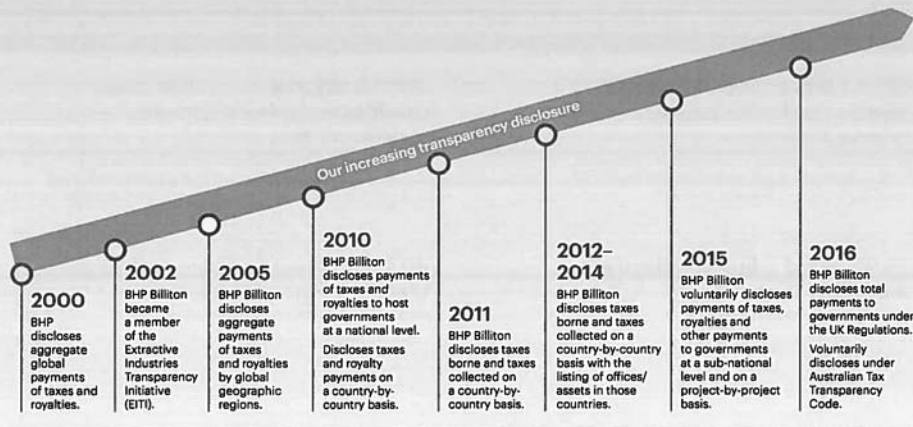 Our increasing transparency disclosure
2000
BHP
discloses
aggregate
global
payments
of taxes and
royalties.
2002
BHP Billiton
became
a member
of the
Extractive
Industries
Transparency
Initiative
(EITI).
2005
BHP Billiton
discloses
aggregate
payments
of taxes
and royalties
by global
geographic
regions.
2010
BHP Billiton
discloses payments
of taxes and
royalties to host
governments
at a national level.
Discloses taxes
and royalty
payments on
a country-by-
country basis.
2011
BHP Billiton
discloses taxes
borne and taxes
collected on
a country-by-
country basis.
2012–
2014
BHP Billiton
discloses taxes
borne and taxes
collected on a
country-by-country
basis with the
listing of offices/
assets in those
countries.
2015
BHP Billiton
voluntarily discloses
payments of taxes,
royalties and
other payments
to governments
at a sub-national
level and on a
project-by-project
basis.
2016
BHP Billiton
discloses total
payments to
governments under
the UK Regulations.
Voluntarily
discloses under
Australian Tax
Transparency
Code.